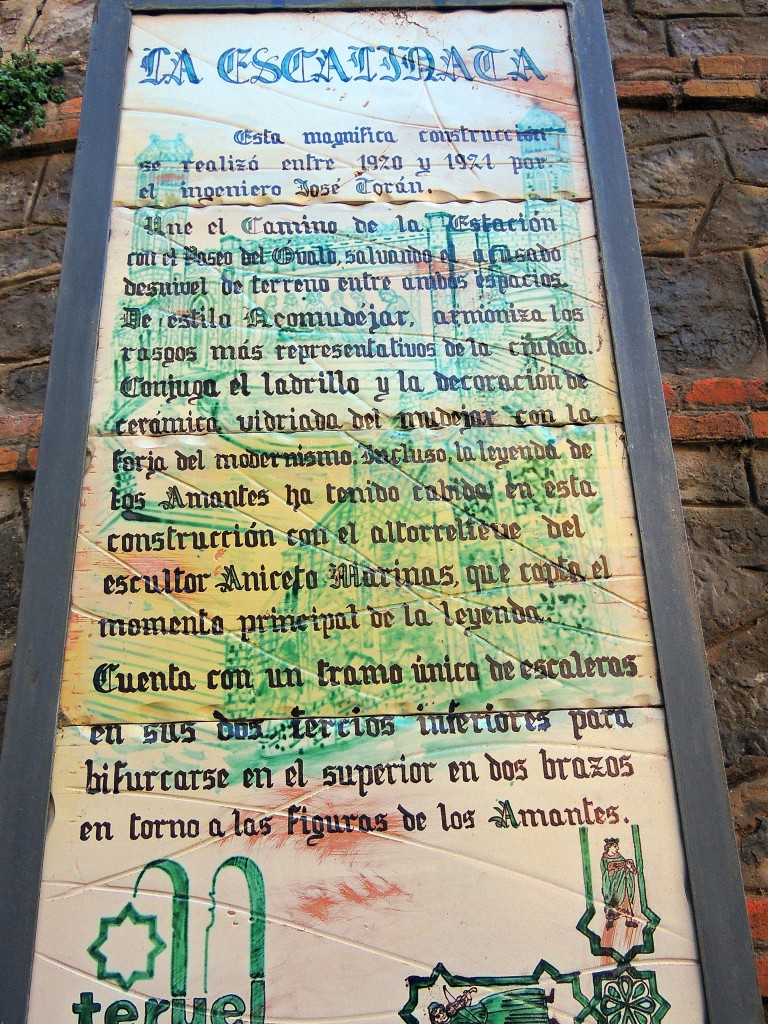 LA ESCALINATA
Esta magnífica construcción
se realizó entre 1920 y 1921 por
el ingeniero José Torán.
Une el Camino de la Estación
con el Paseo del Óvalo, salvando el acusado
desnivel de terreno entre ambos espacios.
De estilo Neomudéjar, armoniza los
rasgos más representativos de la ciudad.
Conjuga el ladrillo y la decoración de
cerámica vidriada del mudéjar con la
forja del modernismo. Incluso, la leyenda de
los Amantes ha tenido cabida en esta
construcción con el altorrelieve del
escultor Aniceto Marinas, que capta el
momento principal de la leyenda.
Cuenta con un tramo único de escaleras
en sus dos tercios inferiores para
bifurcarse en el superior en dos brazos
en torno a las figuras de los Amantes.
teruel